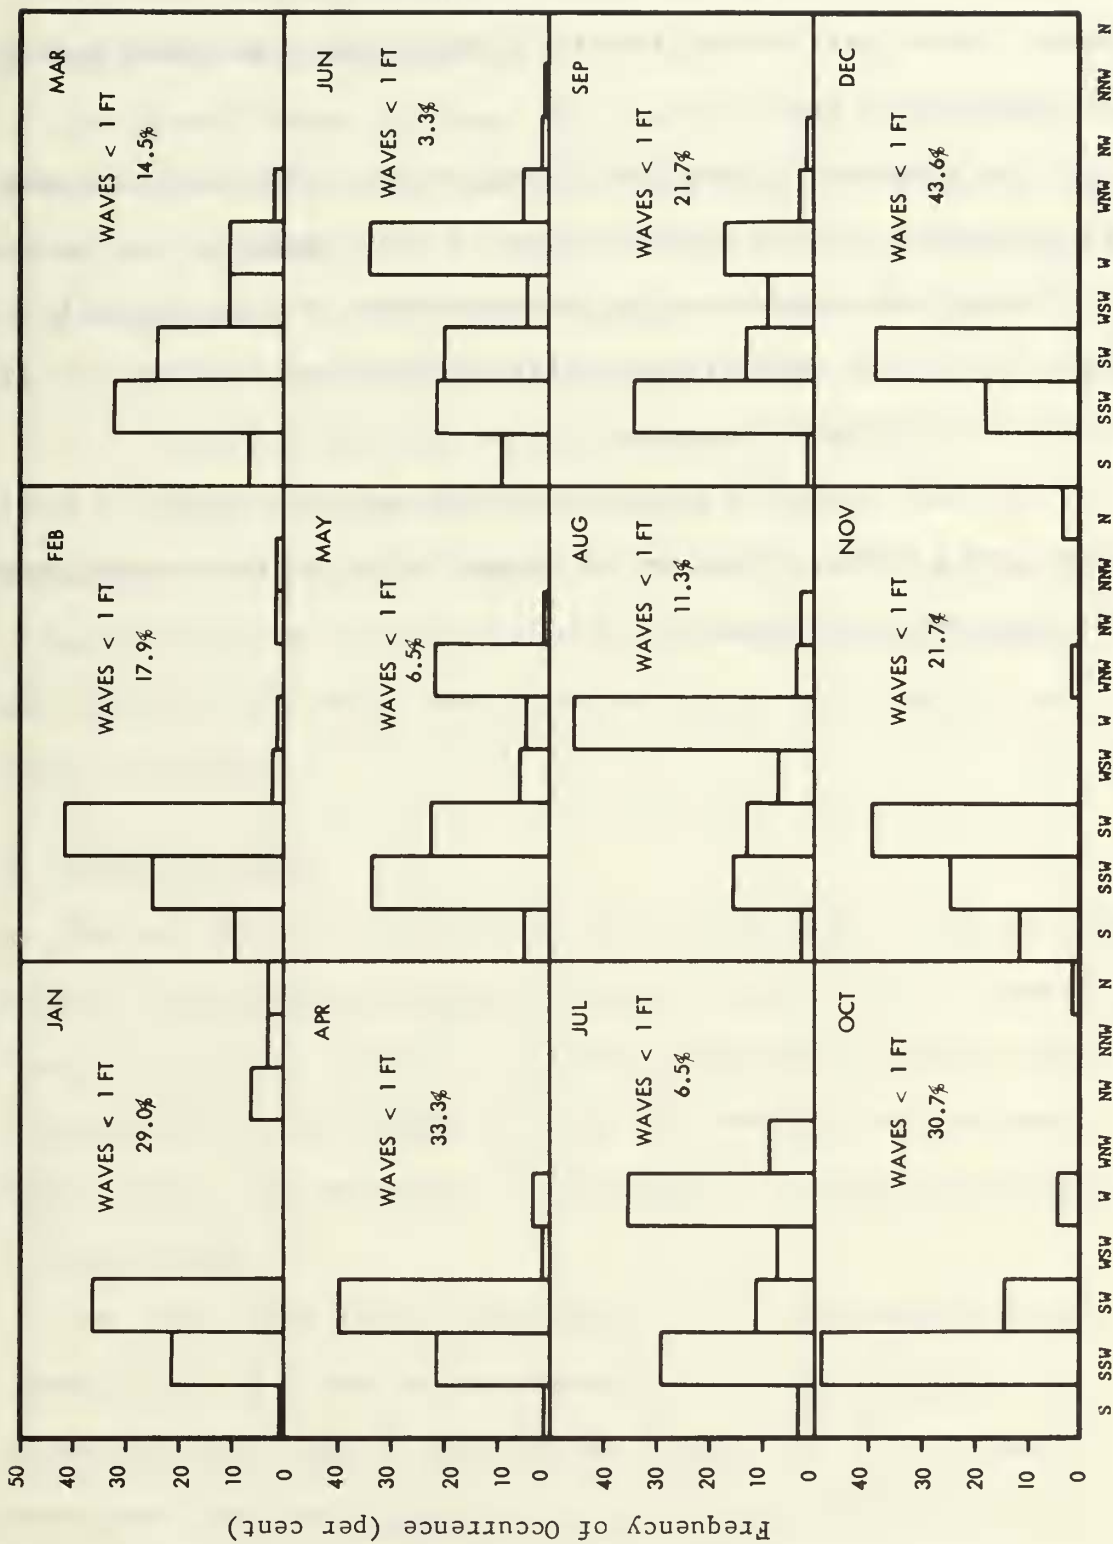 Frequency of Occurrence (per cent)
50
40
30
20
10
0
JAN
WAVES < 1 FT
29.0%
FEB
WAVES < 1 FT
17.9%
MAR
WAVES < 1 FT
14.5%
40
30
20
10
0
APR
WAVES < 1 FT
33.3%
MAY
WAVES < 1 FT
6.5%
JUN
WAVES < 1 FT
3.3%
40
30
20
10
0
JUL
WAVES < 1 FT
6.5%
AUG
WAVES < 1 FT
11.3%
SEP
WAVES < 1 FT
21.7%
40
30
20
10
0
OCT
WAVES < 1 FT
30.7%
NOV
WAVES < 1 FT
21.7%
DEC
WAVES < 1 FT
43.6%
S SSW SW WSW W WNW NW NNW N S SSW SW WSW W WNW NW NNW N S SSW SW WSW W WNW NW NNW N